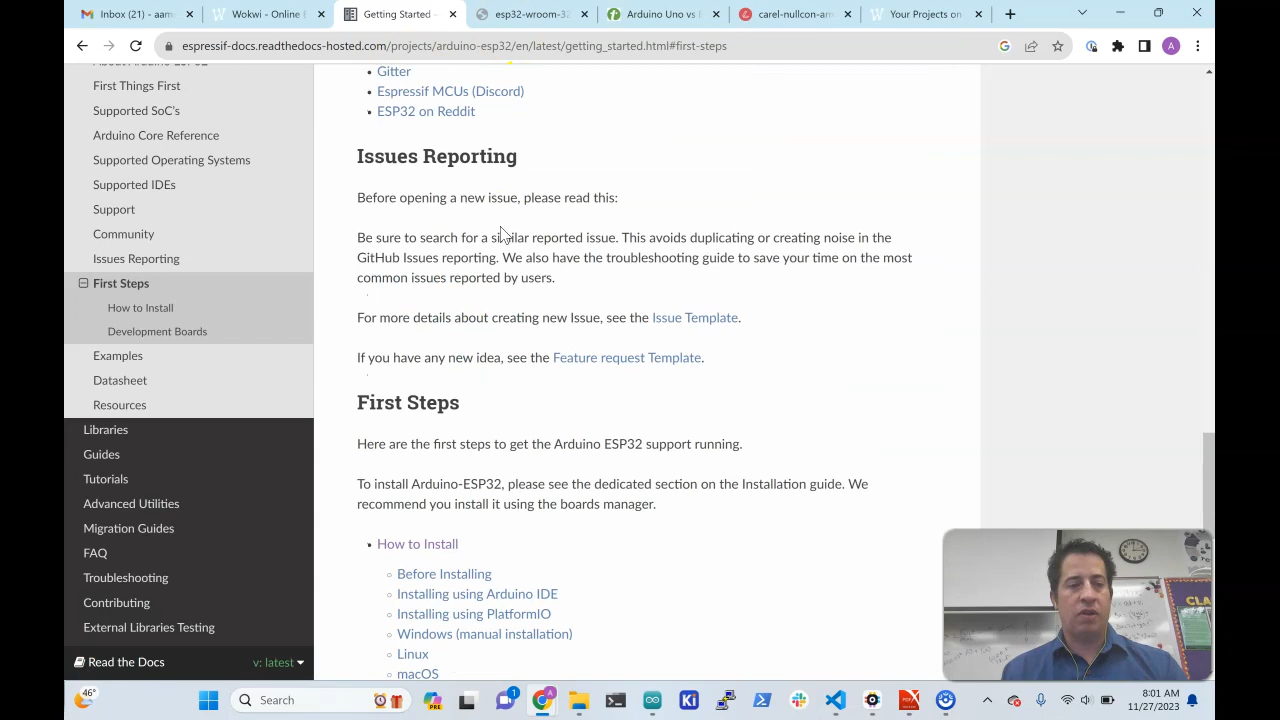 Inbox (21) – aam
Wokwi – Online E
Getting Started —
esp32-wroom-32
Arduino Uno vs E
carel-nullcon-am
Your Projects on
espressif-docs.readthedocs-hosted.com/projects/arduino-esp32/en/latest/getting_started.html#first-steps
A
About Arduino ESP32
First Things First
Supported SoC's
Arduino Core Reference
Supported Operating Systems
Supported IDEs
Support
Community
Issues Reporting
First Steps
How to Install
Development Boards
Examples
Datasheet
Resources
Libraries
Guides
Tutorials
Advanced Utilities
Migration Guides
FAQ
Troubleshooting
Contributing
External Libraries Testing
Read the Docs
v: latest
Gitter
Espressif MCUs (Discord)
ESP32 on Reddit
Issues Reporting
Before opening a new issue, please read this:
Be sure to search for a similar reported issue. This avoids duplicating or creating noise in the
GitHub Issues reporting. We also have the troubleshooting guide to save your time on the most
common issues reported by users.
For more details about creating new Issue, see the Issue Template.
If you have any new idea, see the Feature request Template.
First Steps
Here are the first steps to get the Arduino ESP32 support running.
To install Arduino-ESP32, please see the dedicated section on the Installation guide. We
recommend you install it using the boards manager.
How to Install
Before Installing
Installing using Arduino IDE
Installing using PlatformIO
Windows (manual installation)
Linux
macOS
CLA
46°
Search
PRE
1
Ki
8:01 AM
11/27/2023